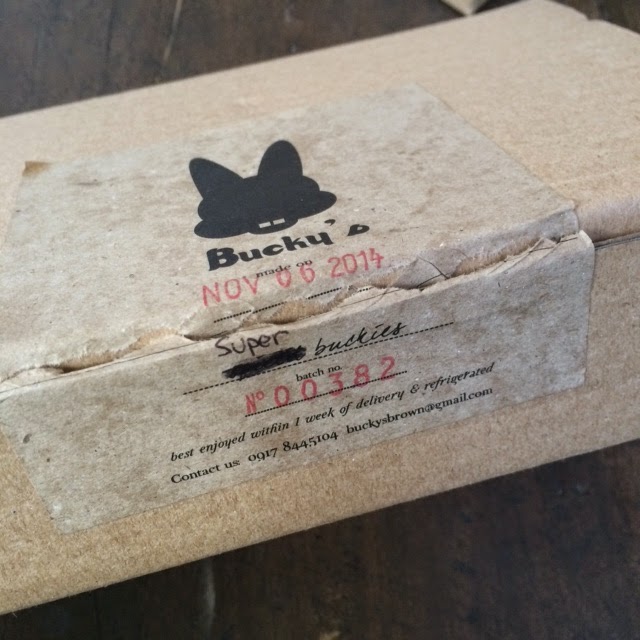 Bucky's
made on
NOV 06 2014
Super
buckies
batch no.
Nº 00382
best enjoyed within 1 week of delivery & refrigerated
Contact us 0917 8445104 buckysbrown@gmail.com